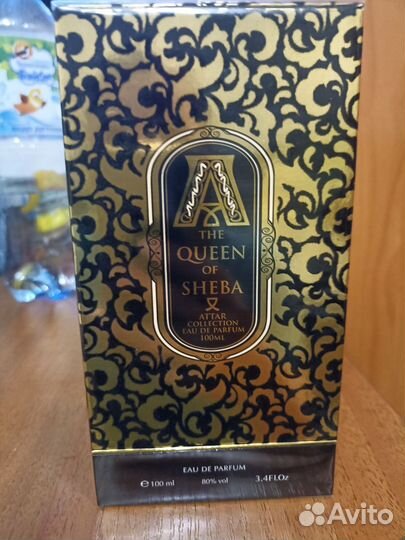 A
THE
QUEEN
OF
SHEBA
ATTAR
COLLECTION
EAU DE PARFUM
100ML
EAU DE PARFUM
℮100 ml 80% vol 3.4FLOz
Avito